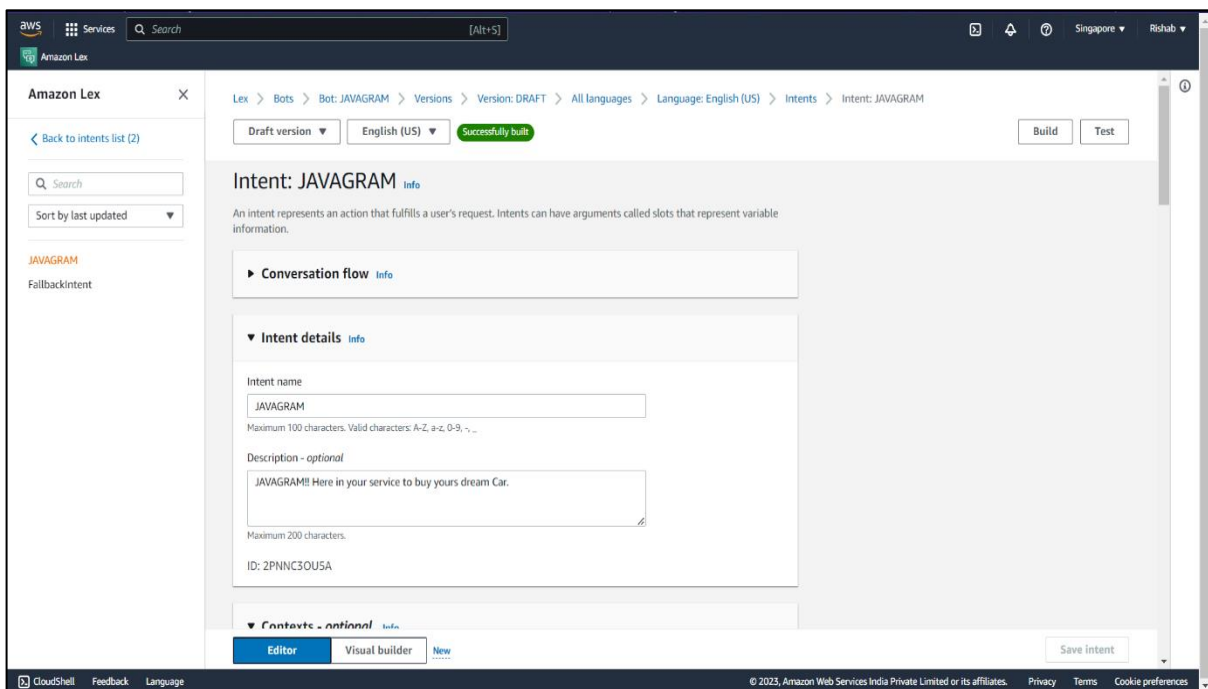 aws Services Search [Alt+S] Singapore ▼ Rishab ▼
Amazon Lex
Amazon Lex
Back to intents list (2)
Search
Sort by last updated ▼
JAVAGRAM
FallbackIntent
Lex > Bots > Bot: JAVAGRAM > Versions > Version: DRAFT > All languages > Language: English (US) > Intents > Intent: JAVAGRAM
Draft version ▼ English (US) ▼ Successfully built Build Test
Intent: JAVAGRAM Info
An intent represents an action that fulfills a user's request. Intents can have arguments called slots that represent variable
information.
▶ Conversation flow Info
▼ Intent details Info
Intent name
JAVAGRAM
Maximum 100 characters. Valid characters: A-Z, a-z, 0-9, -, _
Description - optional
JAVAGRAM!! Here in your service to buy yours dream Car.
Maximum 200 characters.
ID: 2PNNC3OU5A
▼ Contexts - optional Info
Editor Visual builder New Save intent
CloudShell Feedback Language © 2023, Amazon Web Services India Private Limited or its affiliates. Privacy Terms Cookie preferences